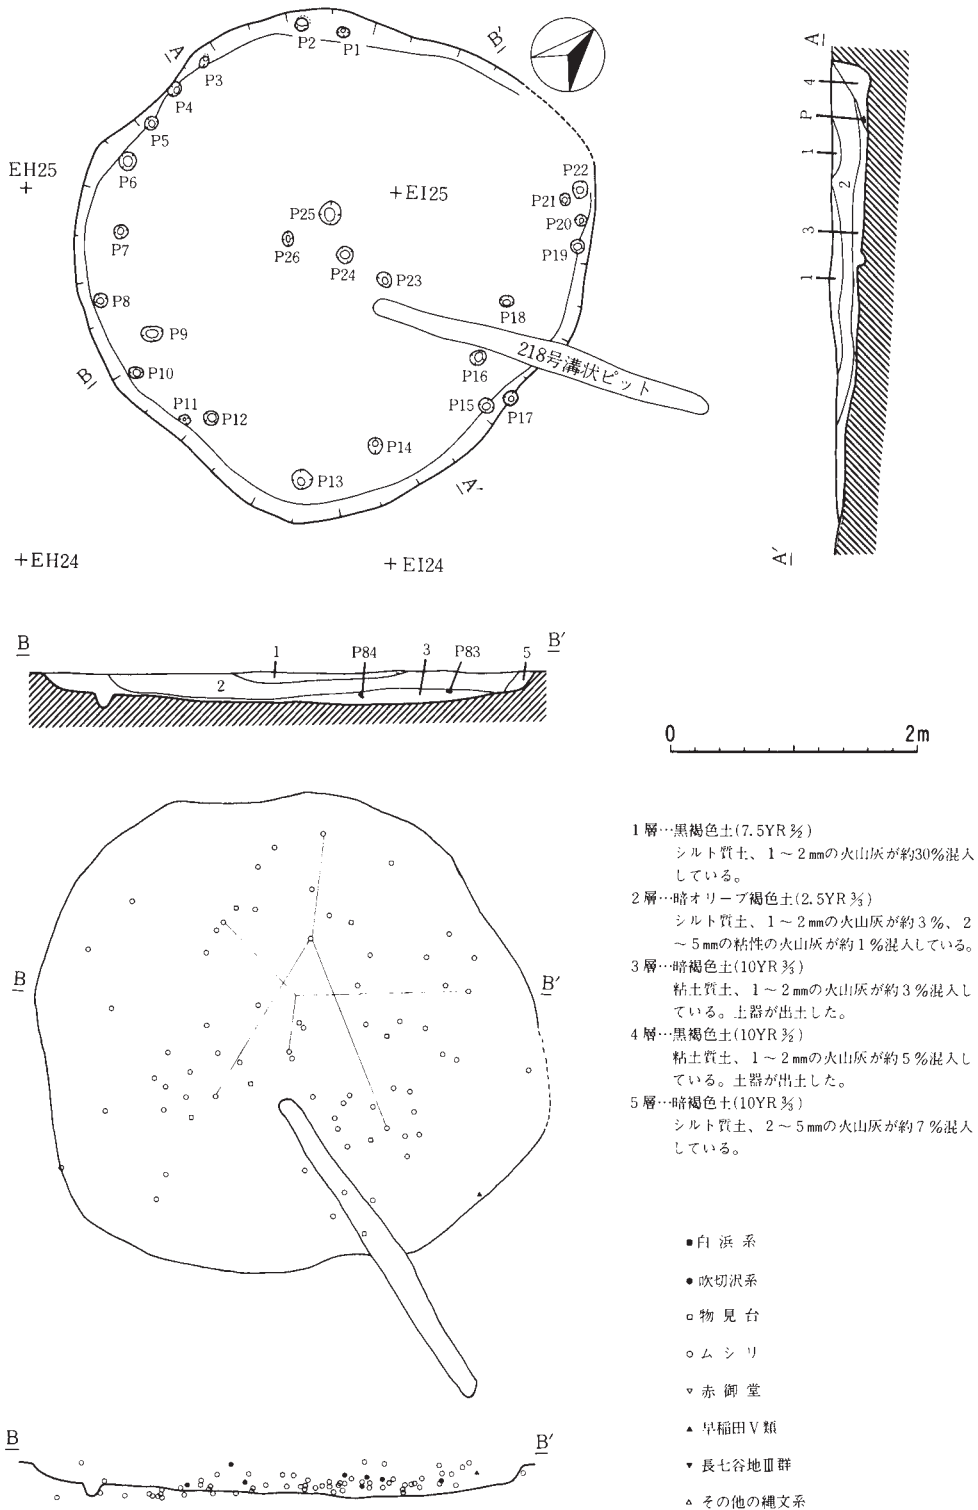 A
P2
P1
B′
P3
P4
P5
P6
EH25
+
+EI25
P22
P21
P20
P19
P25
P26
P24
P23
P7
P8
P9
P18
218号溝状ピット
P16
P10
B
P11
P12
P15
P17
P14
P13
A′
+EH24
+EI24
A
4
P
1
2
3
1
A′
B
1
P84
3
P83
5
B′
2
0
2m
1層…黒褐色土(7.5YR 3/2)
シルト質土、1～2㎜の火山灰が約30%混入
している。
2層…暗オリーブ褐色土(2.5YR 3/3)
シルト質土、1～2㎜の火山灰が約3%、2
～5㎜の粘性の火山灰が約1%混入している。
3層…暗褐色土(10YR 3/3)
粘土質土、1～2㎜の火山灰が約3%混入し
ている。土器が出土した。
4層…黒褐色土(10YR 3/2)
粘土質土、1～2㎜の火山灰が約5%混入し
ている。土器が出土した。
5層…暗褐色土(10YR 3/3)
シルト質土、2～5㎜の火山灰が約7%混入
している。
B
B′
■白浜系
●吹切沢系
□物見台
○ムシリ
▽赤御堂
▲早稲田Ⅴ類
▼長七谷地Ⅲ群
△その他の縄文系
B
B′